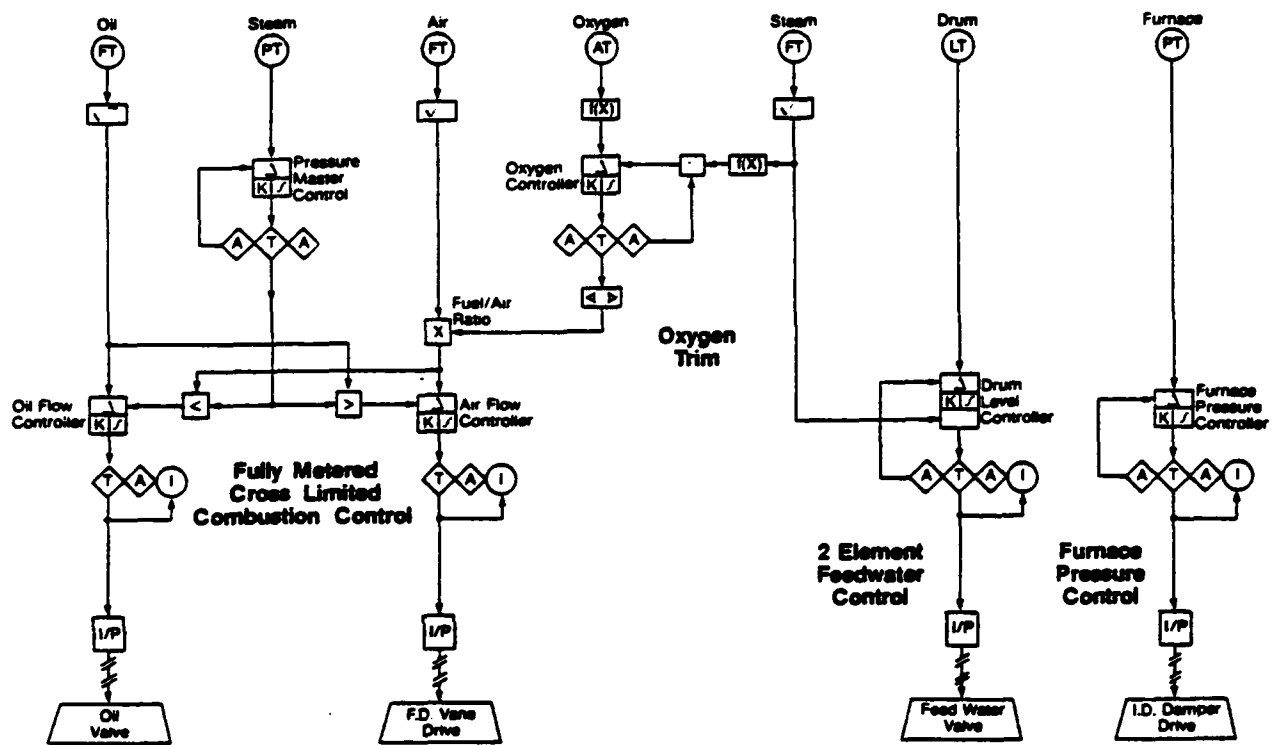 Oil
Steam
Air
Oxygen
Steam
Drum
Furnace
FT
PT
FT
AT
FT
LT
PT
f(X)
Pressure
Master
Control
K ∫
Oxygen
Controller
K ∫
f(X)
A T A
A T A
Fuel/Air
Ratio
X
Oxygen
Trim
Oil Flow
Controller
K ∫
<
>
Air Flow
Controller
K ∫
Drum
Level
Controller
K ∫
Furnace
Pressure
Controller
K ∫
T A I
Fully Metered
Cross Limited
Combustion Control
T A I
A T A I
A T A I
2 Element
Feedwater
Control
Furnace
Pressure
Control
I/P
I/P
I/P
I/P
Oil
Valve
F.D. Vane
Drive
Feed Water
Valve
I.D. Damper
Drive